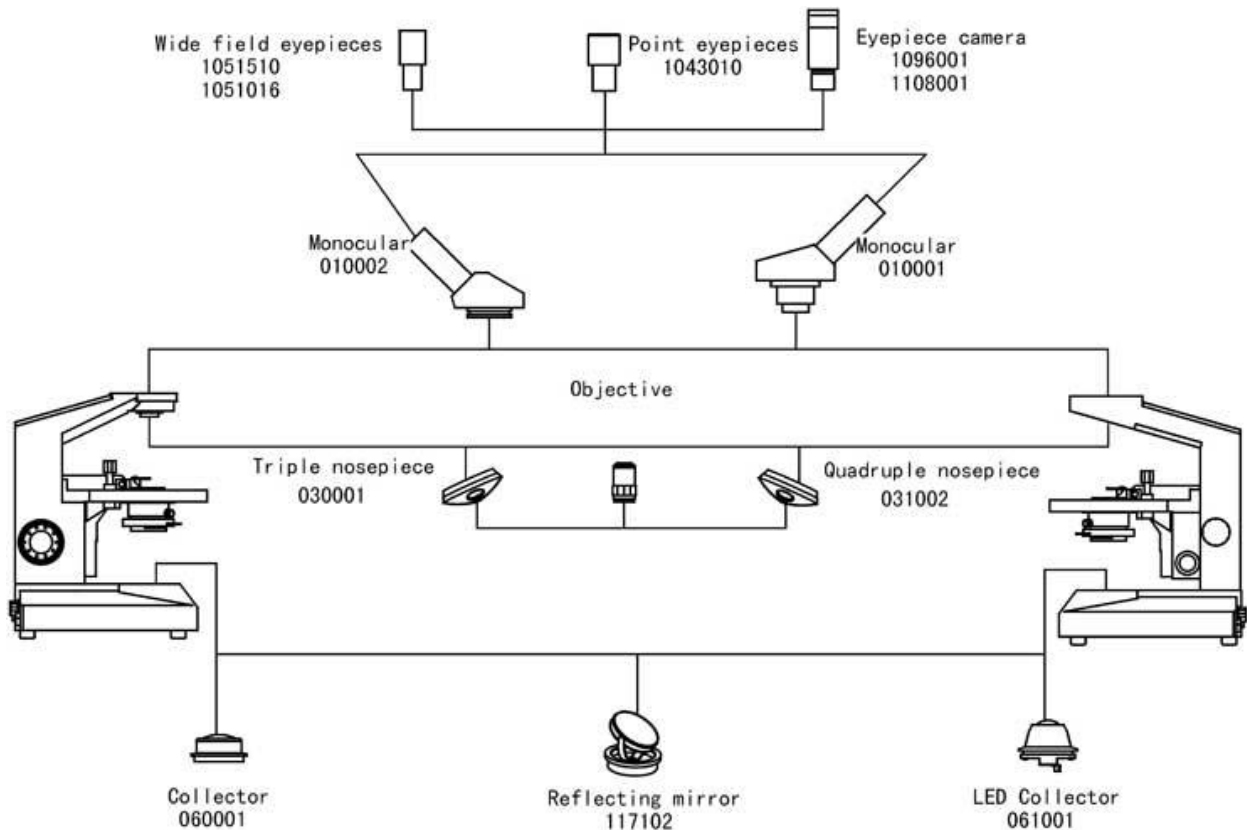 Wide field eyepieces
1051510
1051016
Point eyepieces
1043010
Eyepiece camera
1096001
1108001
Monocular
010002
Monocular
010001
Objective
Triple nosepiece
030001
Quadruple nosepiece
031002
Collector
060001
Reflecting mirror
117102
LED Collector
061001